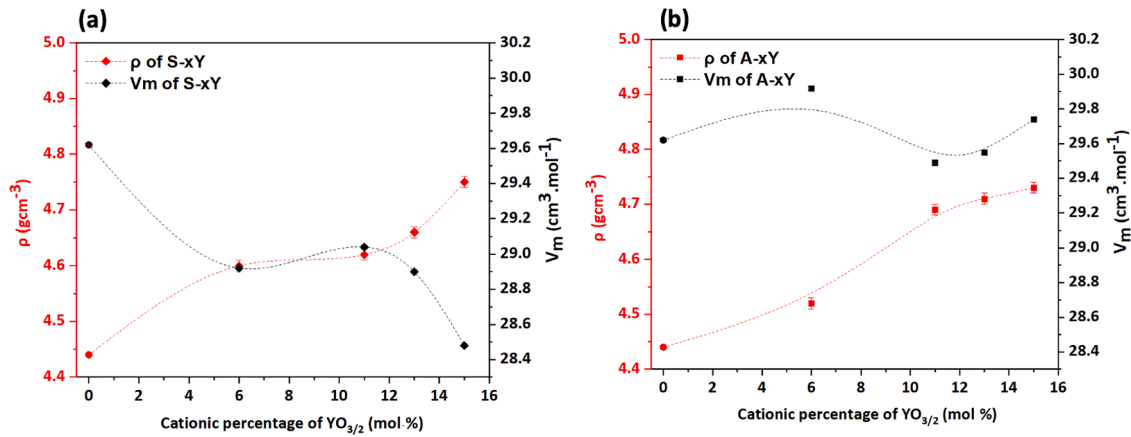 (a)
5.0
4.9
4.8
4.7
4.6
4.5
4.4
ρ (gcm-3)
ρ of S-xY
Vm of S-xY
30.2
30.0
29.8
29.6
29.4
29.2
29.0
28.8
28.6
28.4
Vm (cm3.mol-1)
0 2 4 6 8 10 12 14 16
Cationic percentage of YO3/2 (mol %)
(b)
5.0
4.9
4.8
4.7
4.6
4.5
4.4
ρ (gcm-3)
ρ of A-xY
Vm of A-xY
30.2
30.0
29.8
29.6
29.4
29.2
29.0
28.8
28.6
28.4
Vm (cm3.mol-1)
0 2 4 6 8 10 12 14 16
Cationic percentage of YO3/2 (mol %)